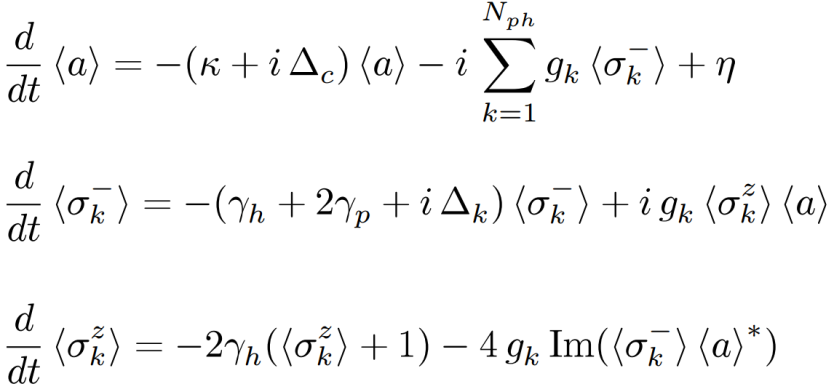 d/dt ⟨a⟩ = −(κ + i Δ_c) ⟨a⟩ − i ∑_{k=1}^{N_{ph}} g_k ⟨σ_k^−⟩ + η
d/dt ⟨σ_k^−⟩ = −(γ_h + 2γ_p + i Δ_k) ⟨σ_k^−⟩ + i g_k ⟨σ_k^z⟩ ⟨a⟩
d/dt ⟨σ_k^z⟩ = −2γ_h(⟨σ_k^z⟩ + 1) − 4 g_k Im(⟨σ_k^−⟩ ⟨a⟩^*)